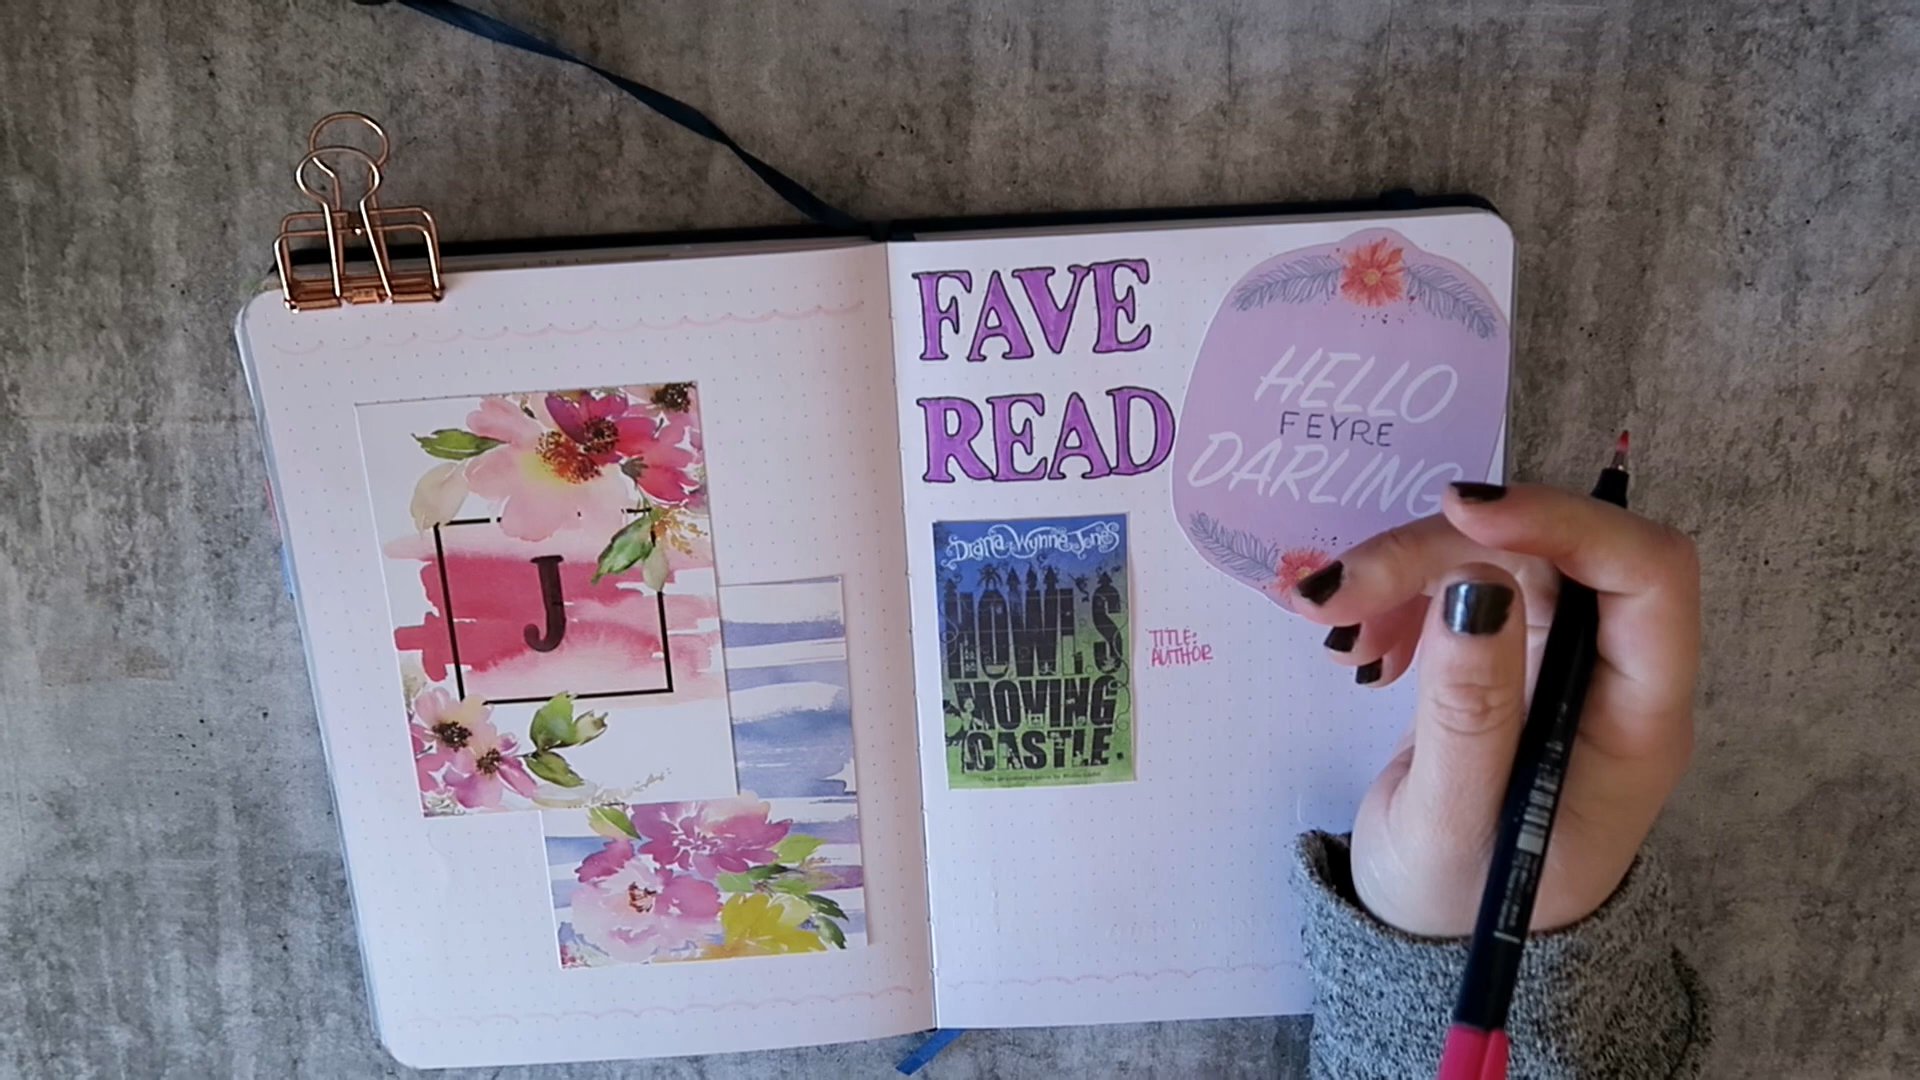 J
FAVE
READ
HELLO
FEYRE
DARLING
Diana Wynne Jones
HOWL'S
MOVING
CASTLE
TITLE:
AUTHOR